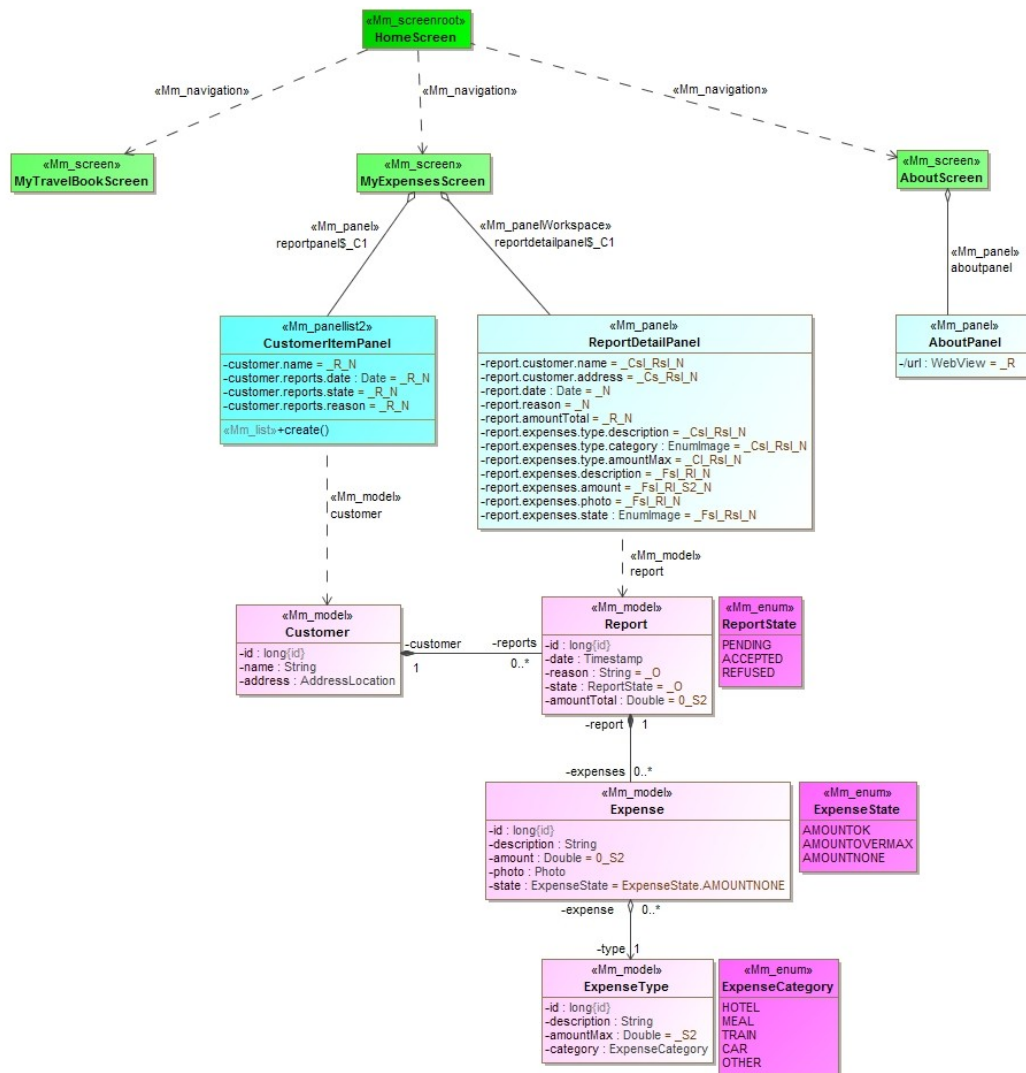 «Mm_screenroot»
HomeScreen
«Mm_navigation»
«Mm_navigation»
«Mm_navigation»
«Mm_screen»
MyTravelBookScreen
«Mm_screen»
MyExpensesScreen
«Mm_screen»
AboutScreen
«Mm_panel»
reportpanel$_C1
«Mm_panelWorkspace»
reportdetailpanel$_C1
«Mm_panel»
aboutpanel
«Mm_panellist2»
CustomerItemPanel
-customer.name = _R_N
-customer.reports.date : Date = _R_N
-customer.reports.state = _R_N
-customer.reports.reason = _R_N
«Mm_list»+create()
«Mm_panel»
ReportDetailPanel
-report.customer.name = _CsI_RsI_N
-report.customer.address = _Cs_RsI_N
-report.date : Date = _N
-report.reason = _N
-report.amountTotal = _R_N
-report.expenses.type.description = _CsI_RsI_N
-report.expenses.type.category : EnumImage = _CsI_RsI_N
-report.expenses.type.amountMax = _CI_RsI_N
-report.expenses.description = _FsI_RI_N
-report.expenses.amount = _FsI_RI_S2_N
-report.expenses.photo = _FsI_RI_N
-report.expenses.state : EnumImage = _FsI_RsI_N
«Mm_panel»
AboutPanel
-/url : WebView = _R
«Mm_model»
customer
«Mm_model»
report
«Mm_model»
Customer
-id : long{id}
-name : String
-address : AddressLocation
-customer
1
-reports
0..*
«Mm_model»
Report
-id : long{id}
-date : Timestamp
-reason : String = _O
-state : ReportState = _O
-amountTotal : Double = 0_S2
«Mm_enum»
ReportState
PENDING
ACCEPTED
REFUSED
-report 1
-expenses 0..*
«Mm_model»
Expense
-id : long{id}
-description : String
-amount : Double = 0_S2
-photo : Photo
-state : ExpenseState = ExpenseState.AMOUNTNONE
«Mm_enum»
ExpenseState
AMOUNTOK
AMOUNTOVERMAX
AMOUNTNONE
-expense 0..*
-type 1
«Mm_model»
ExpenseType
-id : long{id}
-description : String
-amountMax : Double = _S2
-category : ExpenseCategory
«Mm_enum»
ExpenseCategory
HOTEL
MEAL
TRAIN
CAR
OTHER